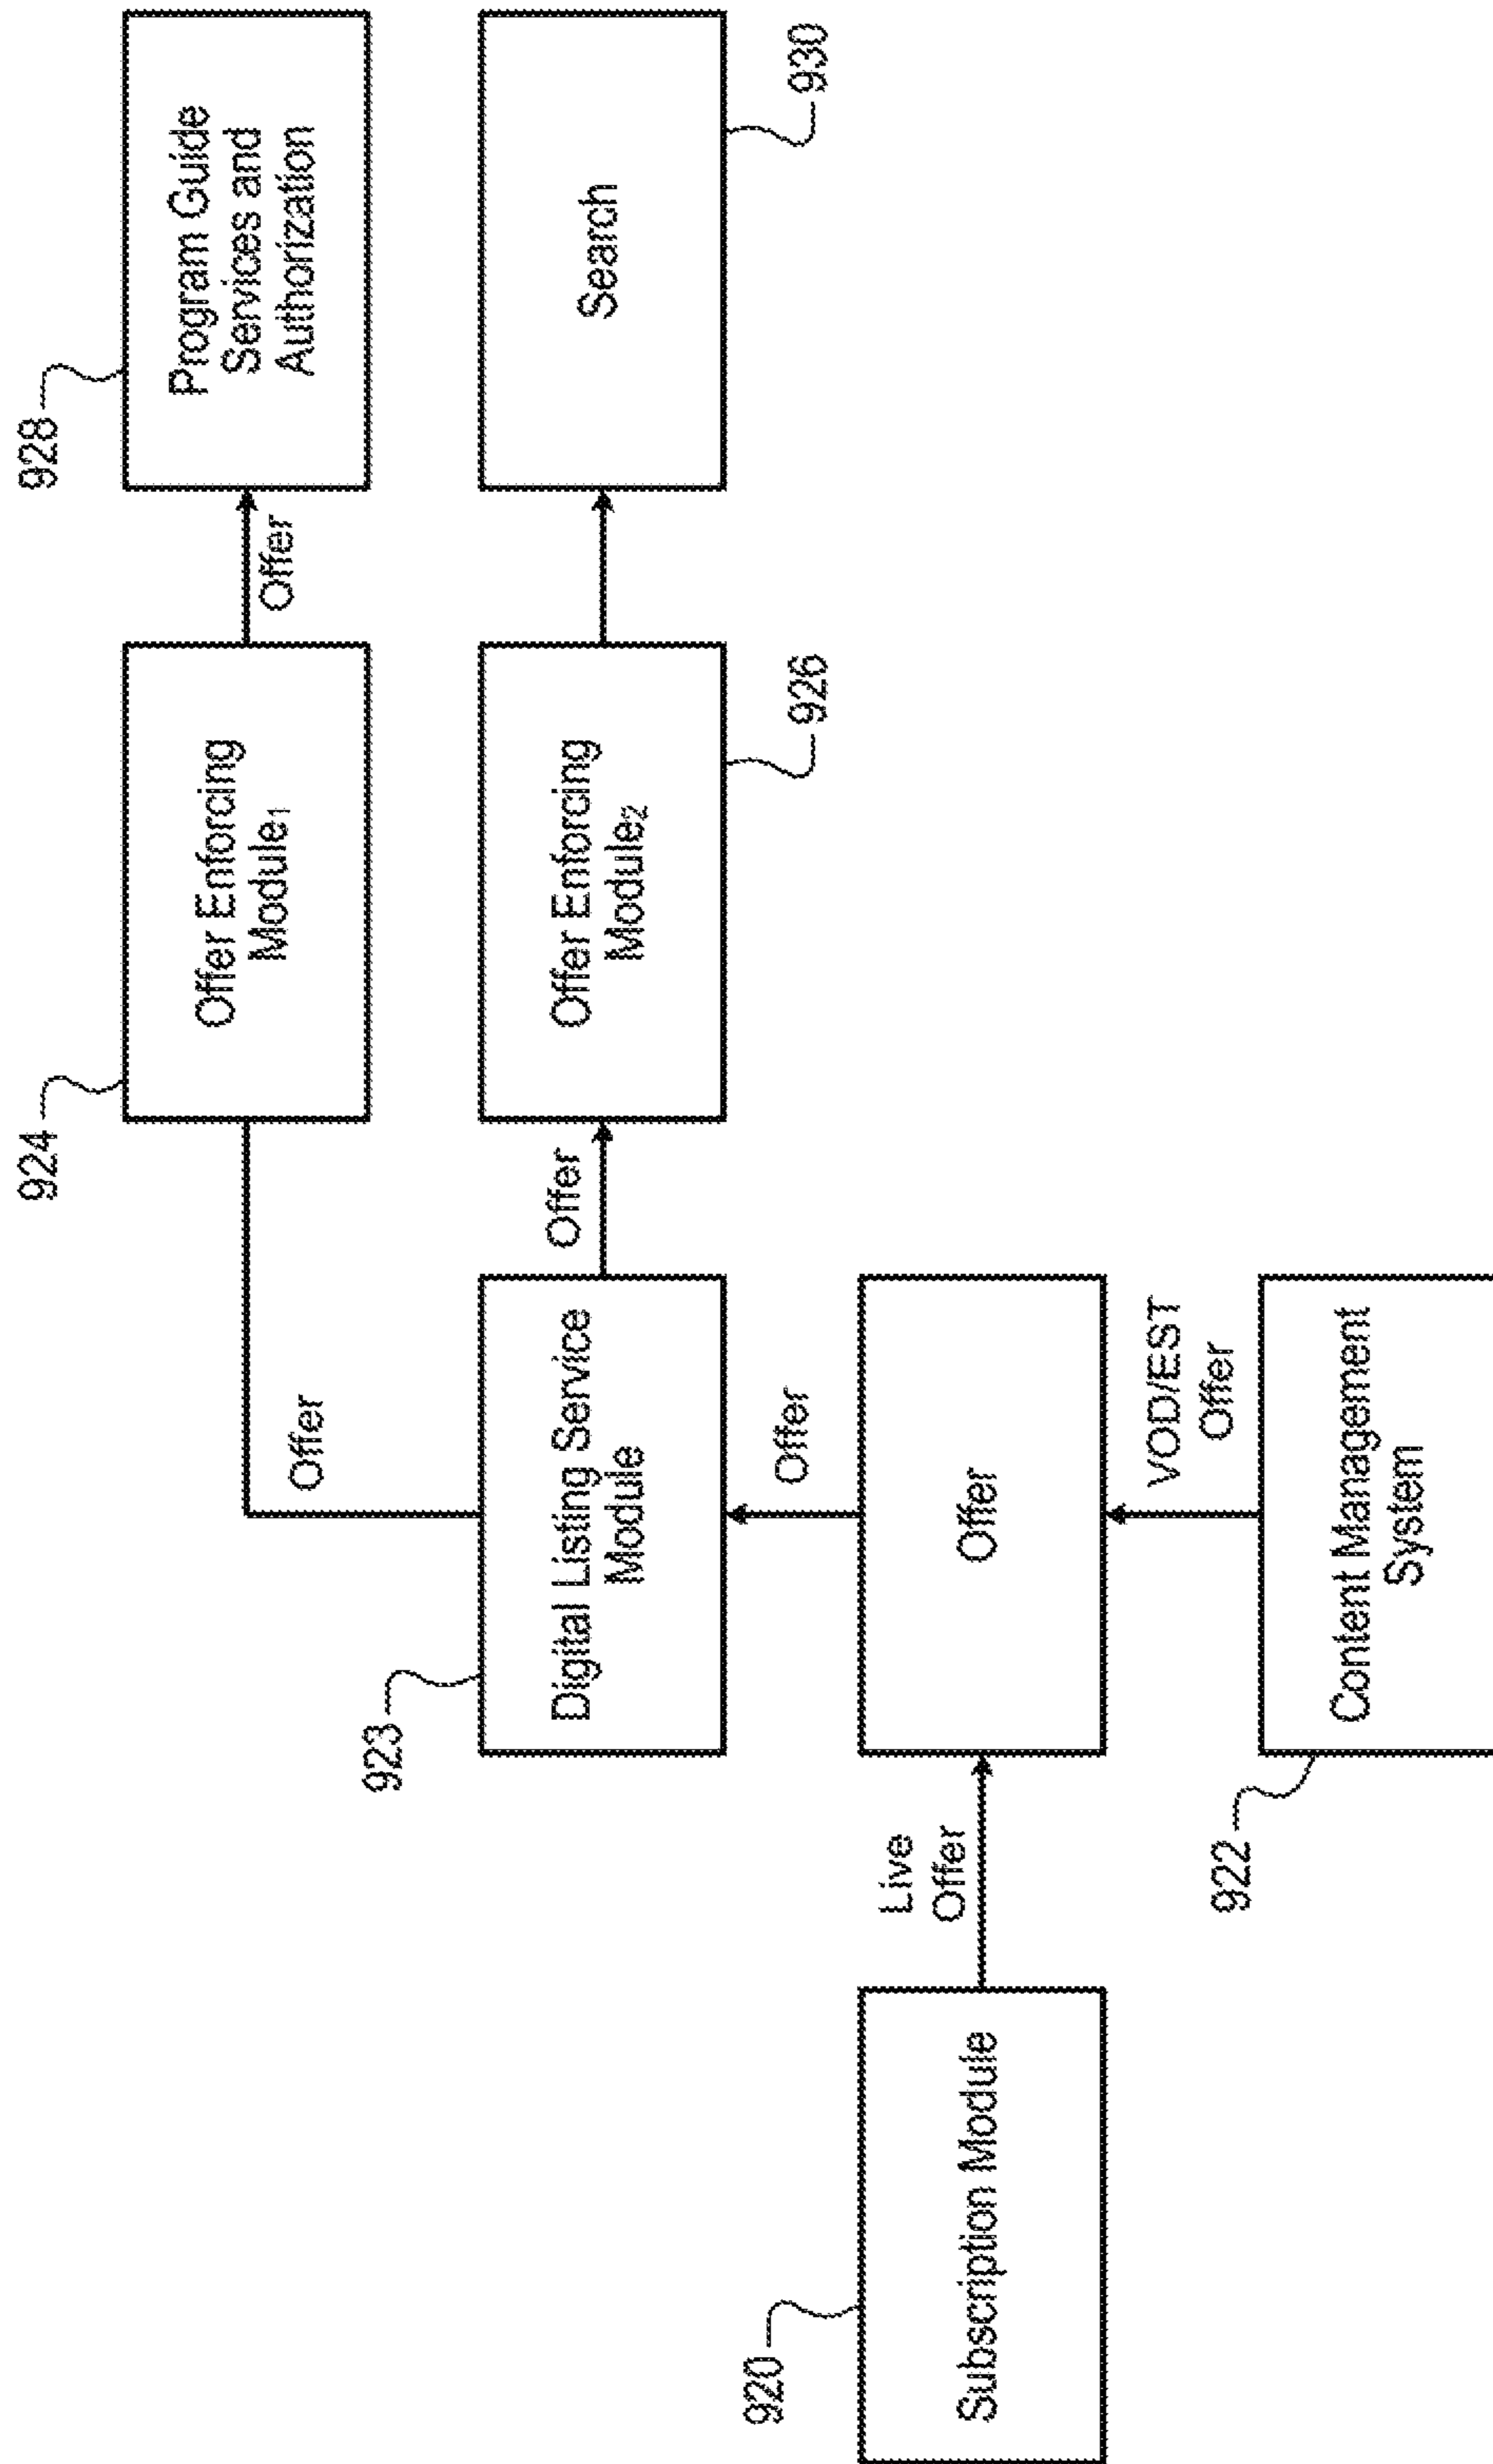 928
Program Guide
Services and
Authorization
Offer
924
Offer Enforcing
Module₁
Offer
Search
930
Offer Enforcing
Module₂
926
Offer
923
Digital Listing Service
Module
Offer
Offer
Live
Offer
VOD/EST
Offer
920
Subscription Module
922
Content Management
System